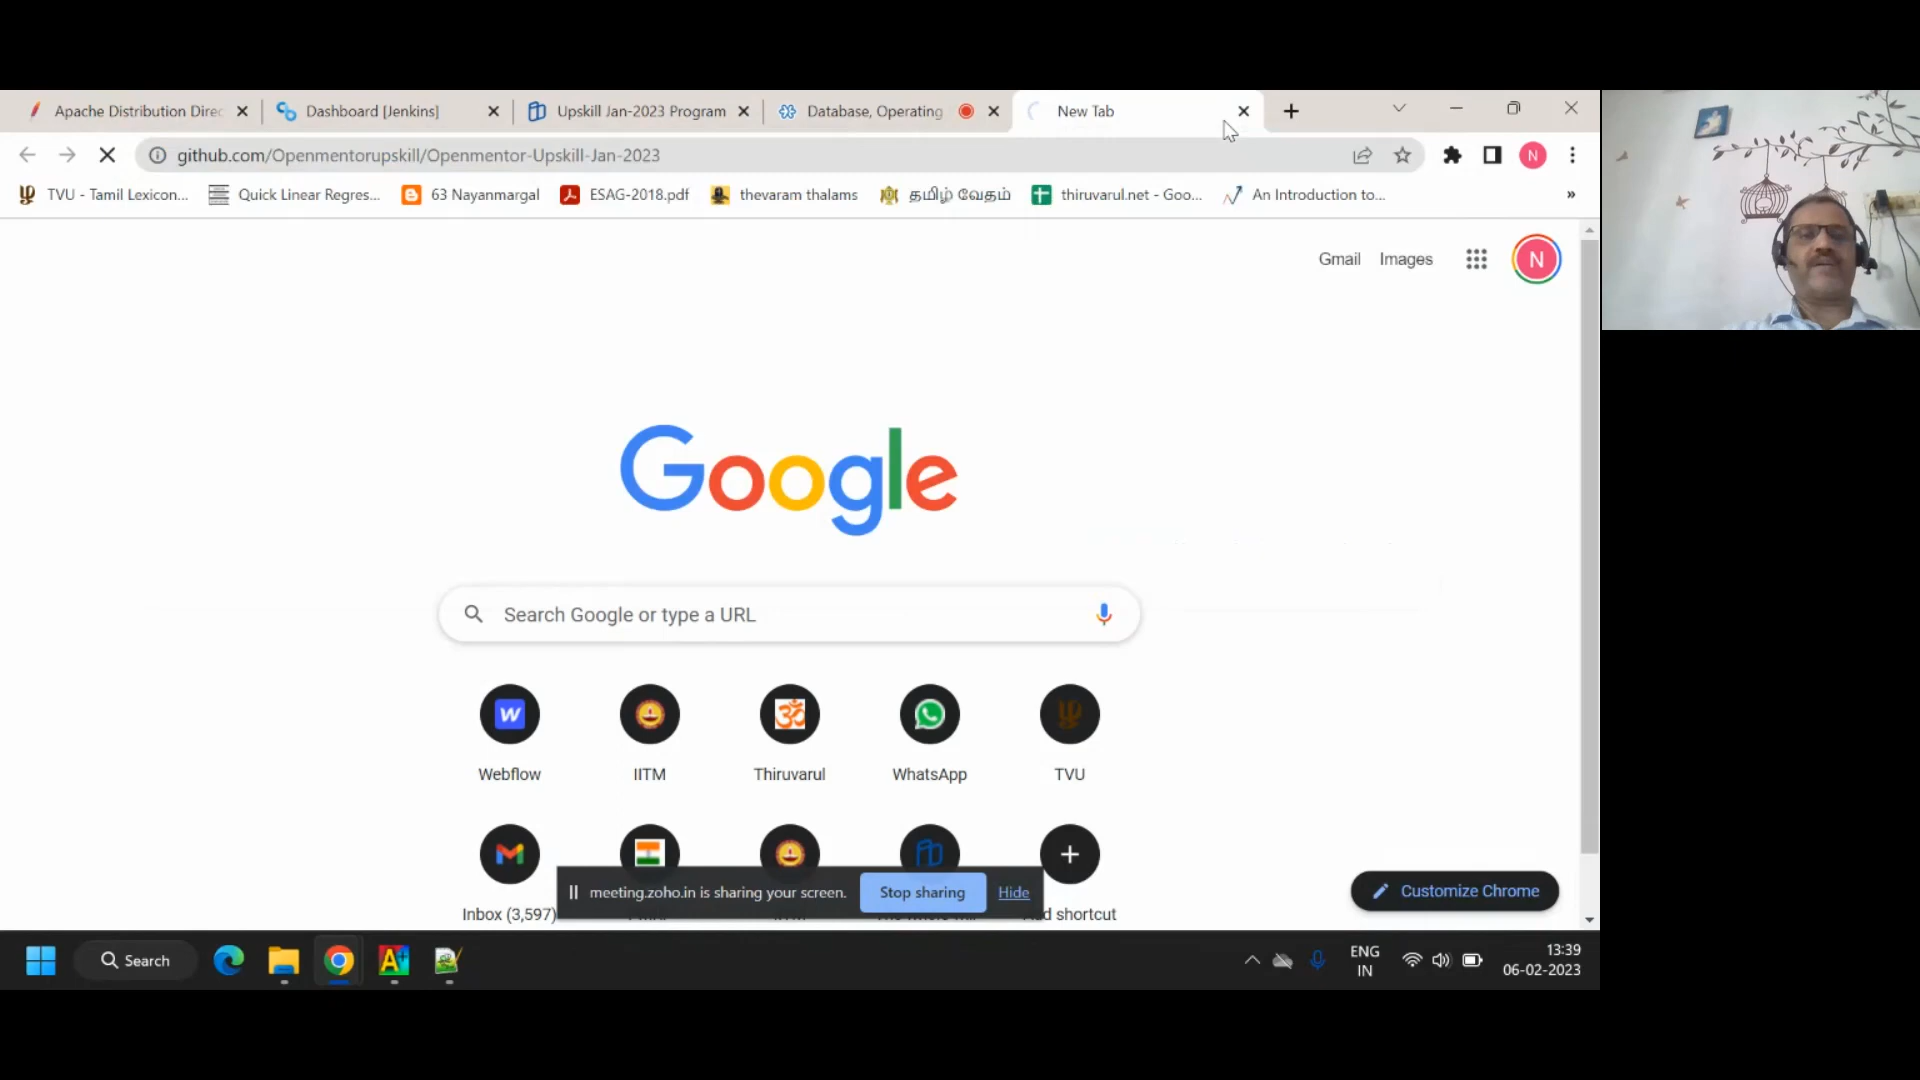 Apache Distribution Direc
Dashboard [Jenkins]
Upskill Jan-2023 Program
Database, Operating
New Tab
github.com/Openmentorupskill/Openmentor-Upskill-Jan-2023
N
TVU - Tamil Lexicon...
Quick Linear Regres...
63 Nayanmargal
ESAG-2018.pdf
thevaram thalams
தமிழ் வேதம்
thiruvarul.net - Goo...
An Introduction to...
»
Gmail
Images
N
Google
Search Google or type a URL
Webflow
IITM
Thiruvarul
WhatsApp
TVU
meeting.zoho.in is sharing your screen.
Stop sharing
Hide
Customize Chrome
Inbox (3,597)
d shortcut
Search
ENG
IN
13:39
06-02-2023